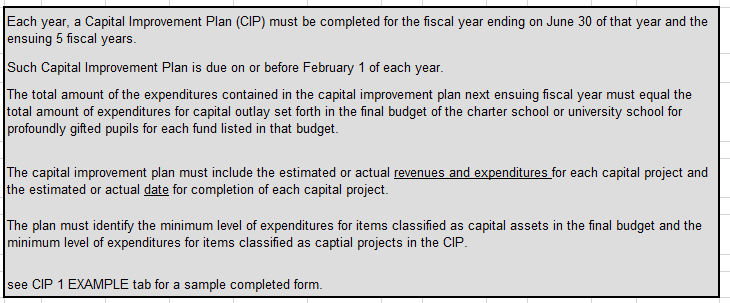 Each year, a Capital Improvement Plan (CIP) must be completed for the fiscal year ending on June 30 of that year and the
ensuing 5 fiscal years.
Such Capital Improvement Plan is due on or before February 1 of each year.
The total amount of the expenditures contained in the capital improvement plan next ensuing fiscal year must equal the
total amount of expenditures for capital outlay set forth in the final budget of the charter school or university school for
profoundly gifted pupils for each fund listed in that budget.
The capital improvement plan must include the estimated or actual revenues and expenditures for each capital project and
the estimated or actual date for completion of each capital project.
The plan must identify the minimum level of expenditures for items classified as capital assets in the final budget and the
minimum level of expenditures for items classified as captial projects in the CIP.
see CIP 1 EXAMPLE tab for a sample completed form.